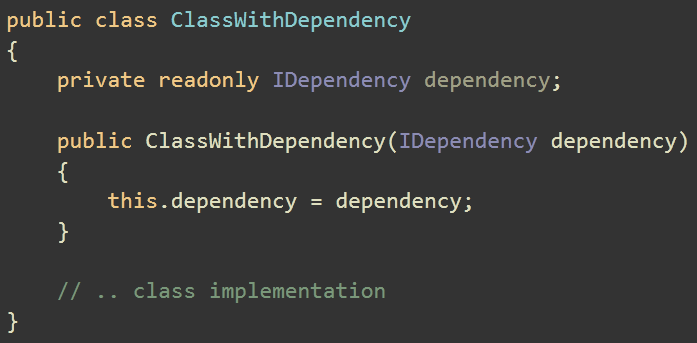 public class ClassWithDependency
{
    private readonly IDependency dependency;
    public ClassWithDependency(IDependency dependency)
    {
        this.dependency = dependency;
    }
    // .. class implementation
}